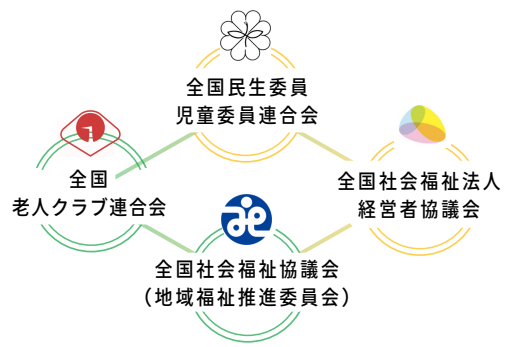 全国民生委員
児童委員連合会
全国
老人クラブ連合会
全国社会福祉法人
経営者協議会
全国社会福祉協議会
（地域福祉推進委員会）